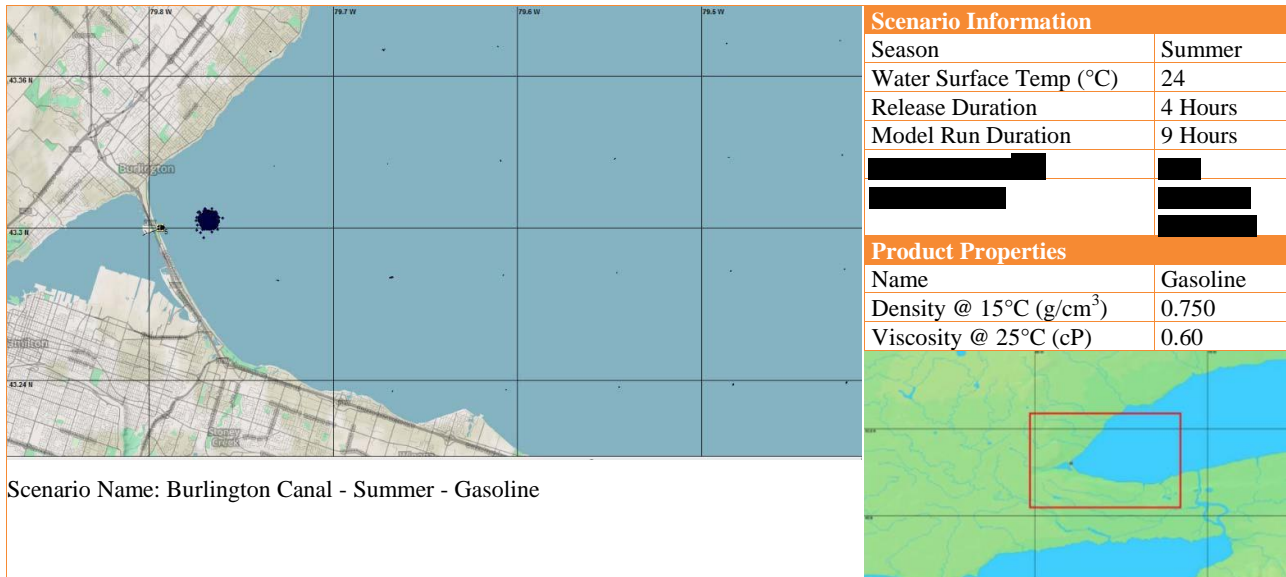 79.8 W
79.7 W
79.6 W
79.5 W
43.36 N
Burlington
43.3 N
amilton
43.24 N
Stoney
Creek
Scenario Name: Burlington Canal - Summer - Gasoline
Scenario Information
Season Summer
Water Surface Temp (°C) 24
Release Duration 4 Hours
Model Run Duration 9 Hours
Product Properties
Name Gasoline
Density @ 15°C (g/cm³) 0.750
Viscosity @ 25°C (cP) 0.60